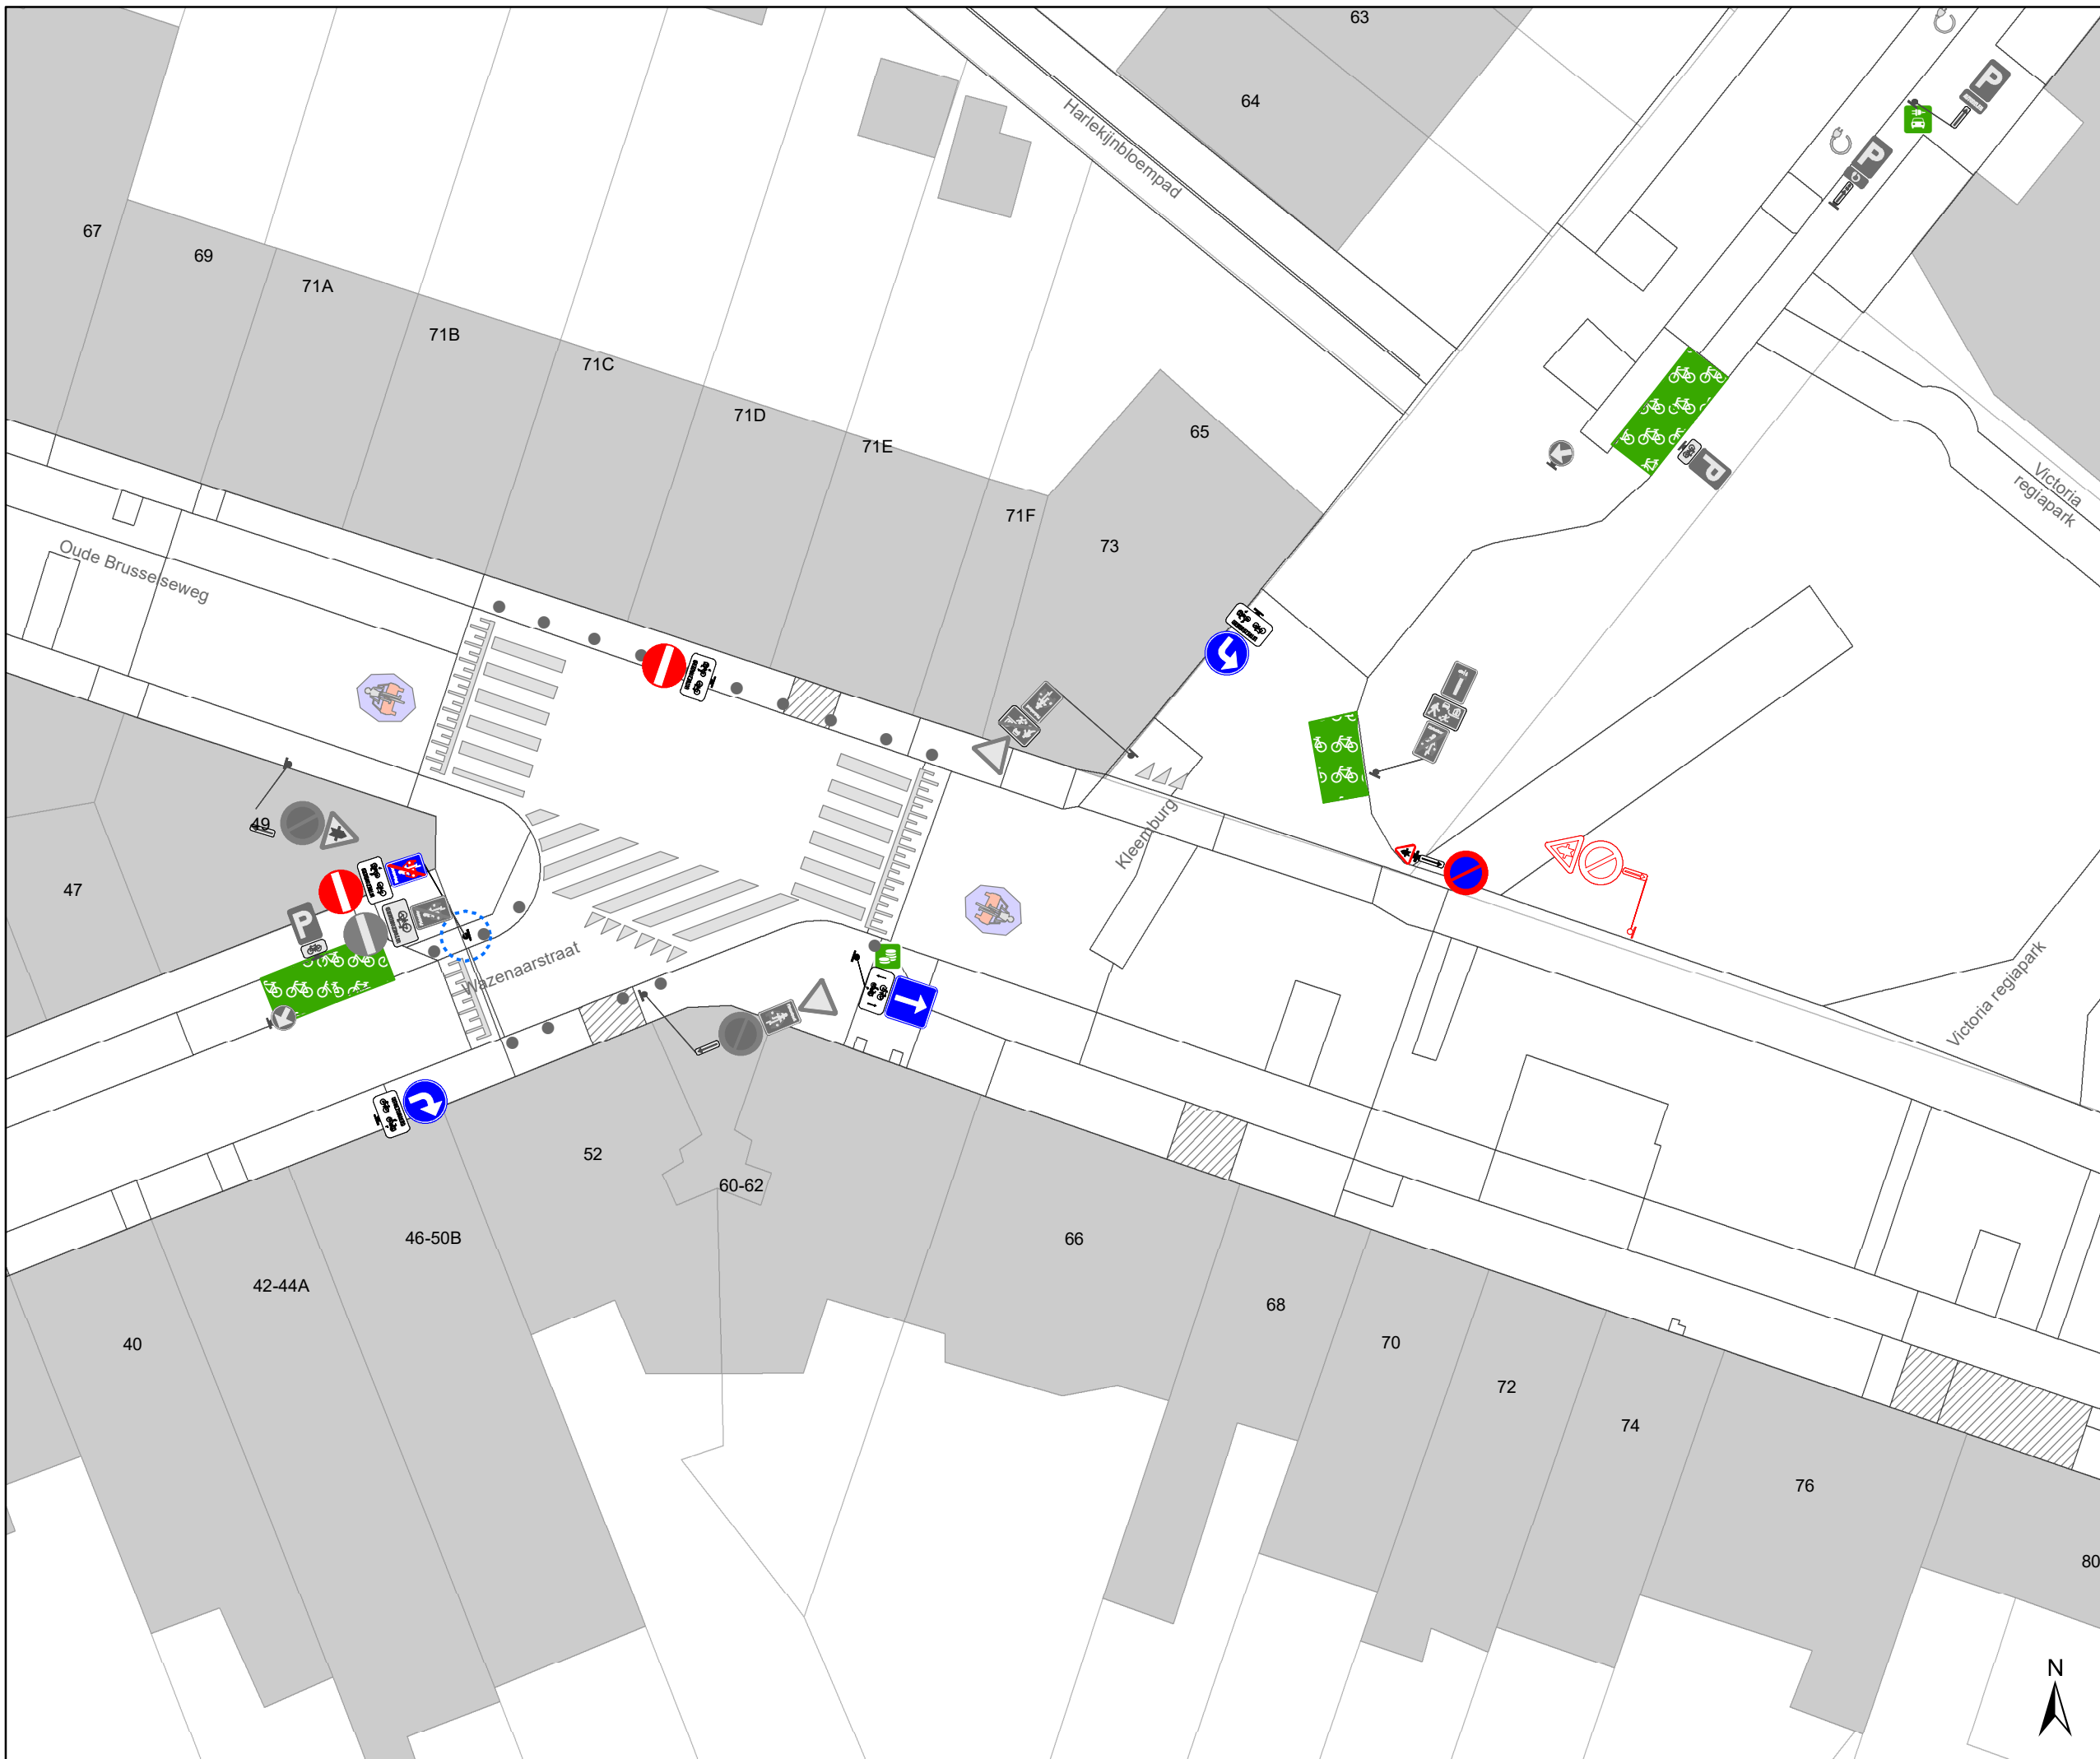 63
64
Harlekijnbloempad
P
P
67
69
71A
71B
71C
71D
71E
71F
65
73
P
Victoria
regiapark
Oude Brusselseweg
Kleemburg
49
47
P
Wazenaarstraat
Victoria regiapark
52
60-62
46-50B
42-44A
40
66
68
70
72
74
76
80
N